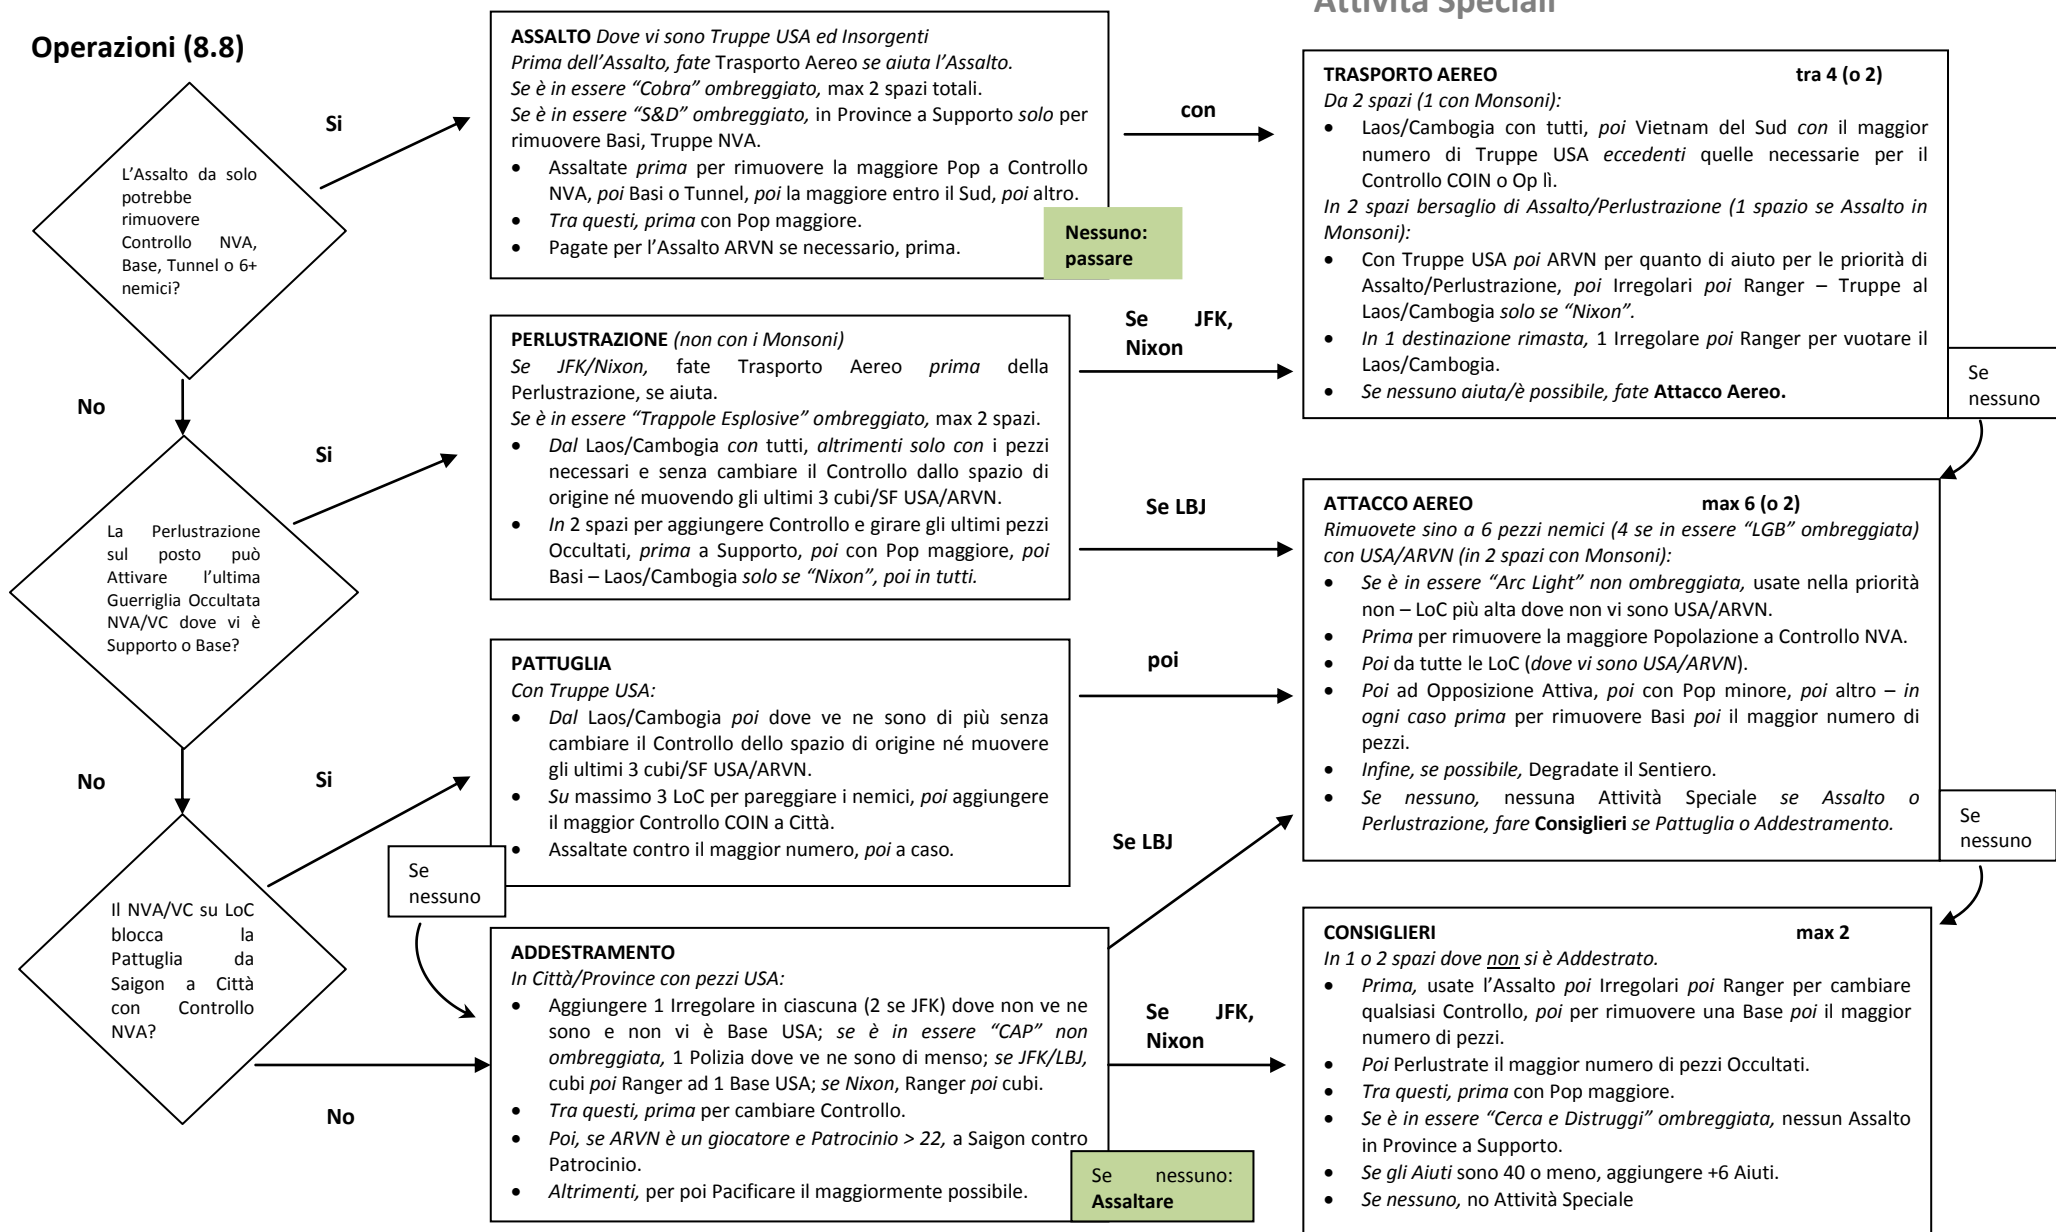 Attività Speciali
Operazioni (8.8)
L'Assalto da solo
potrebbe
rimuovere
Controllo NVA,
Base, Tunnel o 6+
nemici?
Si
No
ASSALTO Dove vi sono Truppe USA ed Insorgenti
Prima dell'Assalto, fate Trasporto Aereo se aiuta l'Assalto.
Se è in essere "Cobra" ombreggiato, max 2 spazi totali.
Se è in essere "S&D" ombreggiato, in Province a Supporto solo per
rimuovere Basi, Truppe NVA.
• Assaltate prima per rimuovere la maggiore Pop a Controllo
NVA, poi Basi o Tunnel, poi la maggiore entro il Sud, poi altro.
• Tra questi, prima con Pop maggiore.
• Pagate per l'Assalto ARVN se necessario, prima.
Nessuno:
passare
con
TRASPORTO AEREO tra 4 (o 2)
Da 2 spazi (1 con Monsoni):
• Laos/Cambogia con tutti, poi Vietnam del Sud con il maggior
numero di Truppe USA eccedenti quelle necessarie per il
Controllo COIN o Op lì.
In 2 spazi bersaglio di Assalto/Perlustrazione (1 spazio se Assalto in
Monsoni):
• Con Truppe USA poi ARVN per quanto di aiuto per le priorità di
Assalto/Perlustrazione, poi Irregolari poi Ranger – Truppe al
Laos/Cambogia solo se "Nixon".
• In 1 destinazione rimasta, 1 Irregolare poi Ranger per vuotare il
Laos/Cambogia.
• Se nessuno aiuta/è possibile, fate Attacco Aereo.
Se
nessuno
La Perlustrazione
sul posto può
Attivare l'ultima
Guerriglia Occultata
NVA/VC dove vi è
Supporto o Base?
Si
No
PERLUSTRAZIONE (non con i Monsoni)
Se JFK/Nixon, fate Trasporto Aereo prima della
Perlustrazione, se aiuta.
Se è in essere "Trappole Esplosive" ombreggiato, max 2 spazi.
• Dal Laos/Cambogia con tutti, altrimenti solo con i pezzi
necessari e senza cambiare il Controllo dallo spazio di
origine né muovendo gli ultimi 3 cubi/SF USA/ARVN.
• In 2 spazi per aggiungere Controllo e girare gli ultimi pezzi
Occultati, prima a Supporto, poi con Pop maggiore, poi
Basi – Laos/Cambogia solo se "Nixon", poi in tutti.
Se JFK,
Nixon
Se LBJ
ATTACCO AEREO max 6 (o 2)
Rimuovete sino a 6 pezzi nemici (4 se in essere "LGB" ombreggiata)
con USA/ARVN (in 2 spazi con Monsoni):
• Se è in essere "Arc Light" non ombreggiata, usate nella priorità
non – LoC più alta dove non vi sono USA/ARVN.
• Prima per rimuovere la maggiore Popolazione a Controllo NVA.
• Poi da tutte le LoC (dove vi sono USA/ARVN).
• Poi ad Opposizione Attiva, poi con Pop minore, poi altro – in
ogni caso prima per rimuovere Basi poi il maggior numero di
pezzi.
• Infine, se possibile, Degradate il Sentiero.
• Se nessuno, nessuna Attività Speciale se Assalto o
Perlustrazione, fare Consiglieri se Pattuglia o Addestramento.
Se
nessuno
Il NVA/VC su LoC
blocca la
Pattuglia da
Saigon a Città
con Controllo
NVA?
Si
No
PATTUGLIA
Con Truppe USA:
• Dal Laos/Cambogia poi dove ve ne sono di più senza
cambiare il Controllo dello spazio di origine né muovere
gli ultimi 3 cubi/SF USA/ARVN.
• Su massimo 3 LoC per pareggiare i nemici, poi aggiungere
il maggior Controllo COIN a Città.
• Assaltate contro il maggior numero, poi a caso.
poi
Se
nessuno
ADDESTRAMENTO
In Città/Province con pezzi USA:
• Aggiungere 1 Irregolare in ciascuna (2 se JFK) dove non ve ne
sono e non vi è Base USA; se è in essere "CAP" non
ombreggiata, 1 Polizia dove ve ne sono di menso; se JFK/LBJ,
cubi poi Ranger ad 1 Base USA; se Nixon, Ranger poi cubi.
• Tra questi, prima per cambiare Controllo.
• Poi, se ARVN è un giocatore e Patrocinio > 22, a Saigon contro
Patrocinio.
• Altrimenti, per poi Pacificare il maggiormente possibile.
Se nessuno:
Assaltare
Se LBJ
Se JFK,
Nixon
CONSIGLIERI max 2
In 1 o 2 spazi dove non si è Addestrato.
• Prima, usate l'Assalto poi Irregolari poi Ranger per cambiare
qualsiasi Controllo, poi per rimuovere una Base poi il maggior
numero di pezzi.
• Poi Perlustrate il maggior numero di pezzi Occultati.
• Tra questi, prima con Pop maggiore.
• Se è in essere "Cerca e Distruggi" ombreggiata, nessun Assalto
in Province a Supporto.
• Se gli Aiuti sono 40 o meno, aggiungere +6 Aiuti.
• Se nessuno, no Attività Speciale